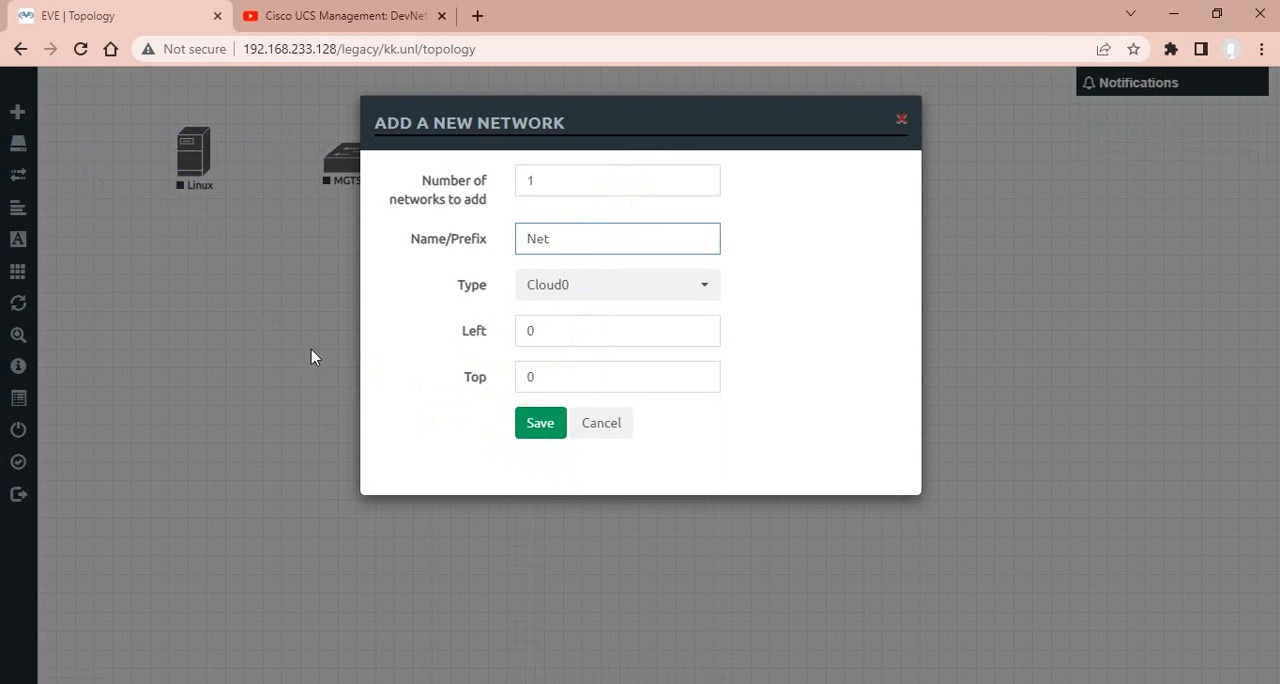 EVE | Topology
Cisco UCS Management: DevNet
Not secure
192.168.233.128/legacy/kk.unl/topology
Notifications
ADD A NEW NETWORK
Number of
networks to add
1
Name/Prefix
Net
Type
Cloud0
Left
0
Top
0
Save
Cancel
Linux